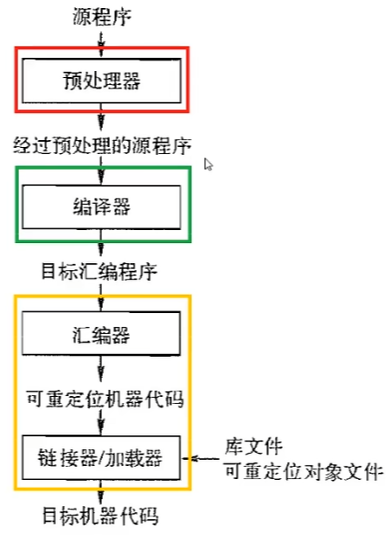 源程序
预处理器
经过预处理的源程序
编译器
目标汇编程序
汇编器
可重定位机器代码
链接器/加载器
库文件
可重定位对象文件
目标机器代码